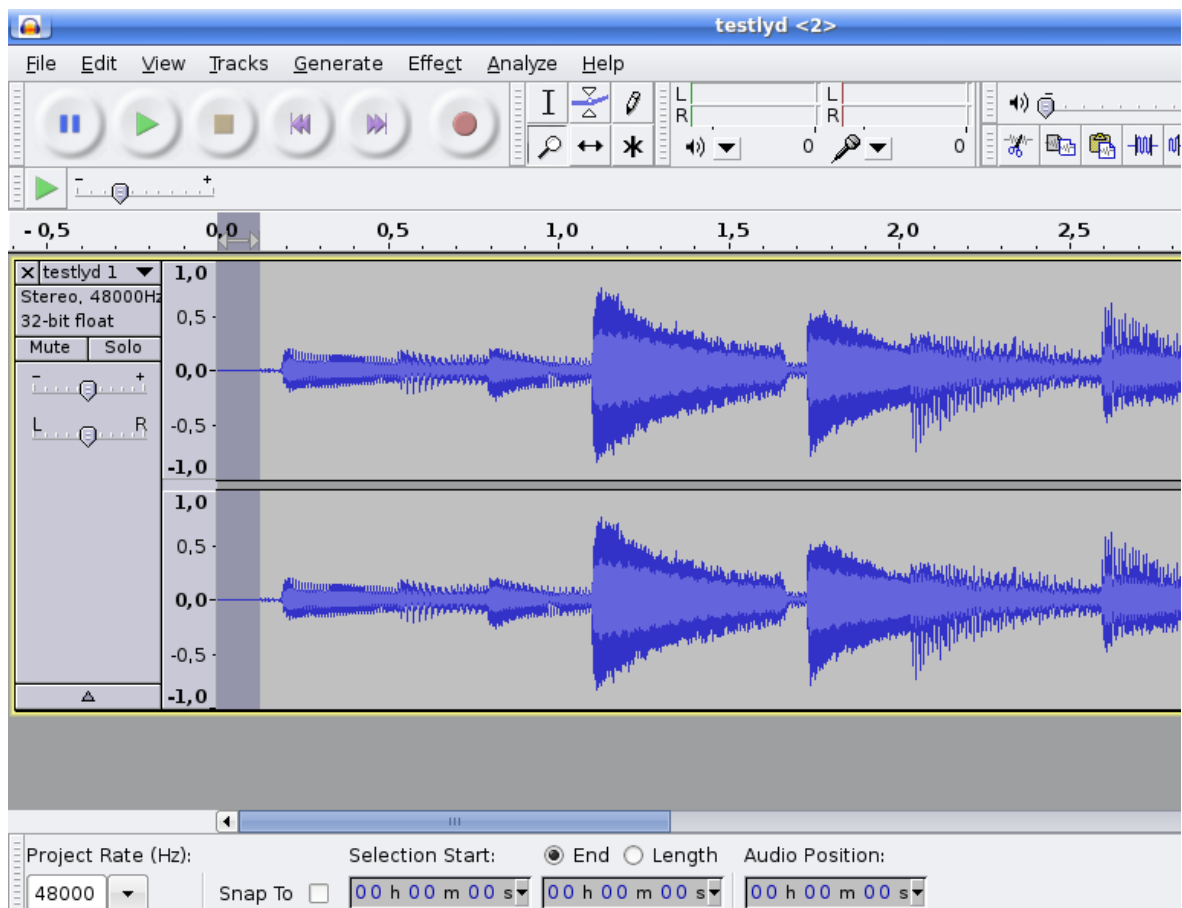 testlyd <2>
File Edit View Tracks Generate Effect Analyze Help
L
R
0
L
R
0
- +
- 0,5 0,0 0,5 1,0 1,5 2,0 2,5
testlyd 1
Stereo, 48000Hz
32-bit float
Mute Solo
- +
L R
1,0
0,5
0,0
-0,5
-1,0
1,0
0,5
0,0
-0,5
-1,0
Project Rate (Hz): Selection Start: End Length Audio Position:
48000 Snap To 00 h 00 m 00 s 00 h 00 m 00 s 00 h 00 m 00 s